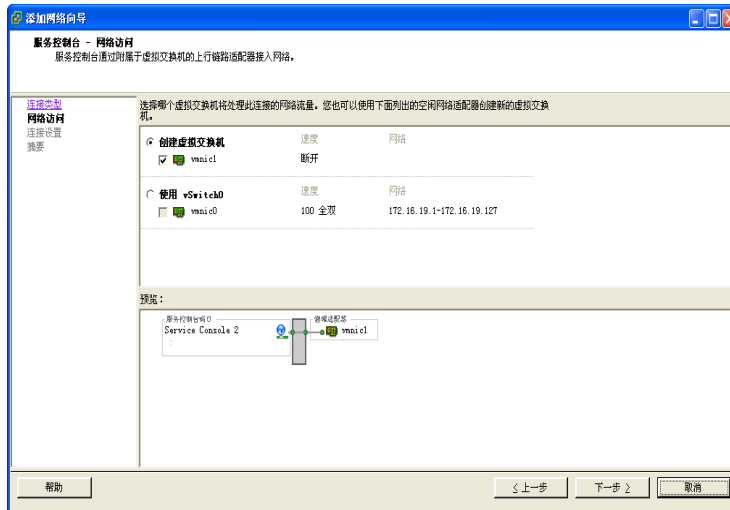 添加网络向导
服务控制台 - 网络访问
服务控制台通过附属于虚拟交换机的上行链路适配器接入网络。
连接类型
网络访问
连接设置
摘要
选择哪个虚拟交换机将处理此连接的网络流量。您也可以使用下面列出的空闲网络适配器创建新的虚拟交换
机。
创建虚拟交换机 速度 网络
vmnic1 断开
使用 vSwitch0 速度 网络
vmnic0 100 全双 172.16.19.1-172.16.19.127
预览：
服务控制台端口 物理适配器
Service Console 2 vmnic1
:
帮助 < 上一步 下一步 > 取消